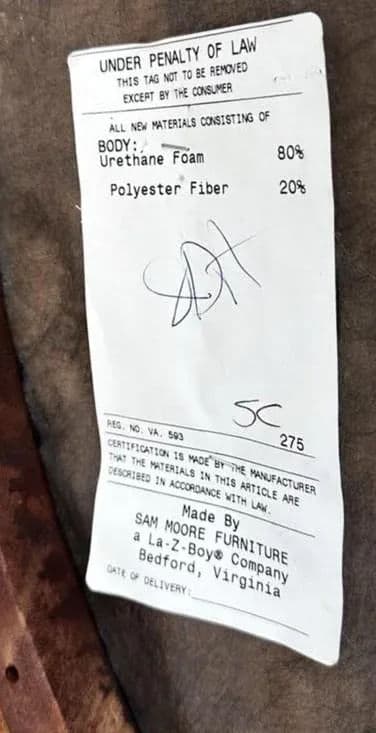 UNDER PENALTY OF LAW
THIS TAG NOT TO BE REMOVED
EXCEPT BY THE CONSUMER
ALL NEW MATERIALS CONSISTING OF
BODY:
Urethane Foam 80%
Polyester Fiber 20%
SC
REG. NO. VA. 593 275
CERTIFICATION IS MADE BY THE MANUFACTURER
THAT THE MATERIALS IN THIS ARTICLE ARE
DESCRIBED IN ACCORDANCE WITH LAW.
Made By
SAM MOORE FURNITURE
a La-Z-Boy® Company
Bedford, Virginia
DATE OF DELIVERY: